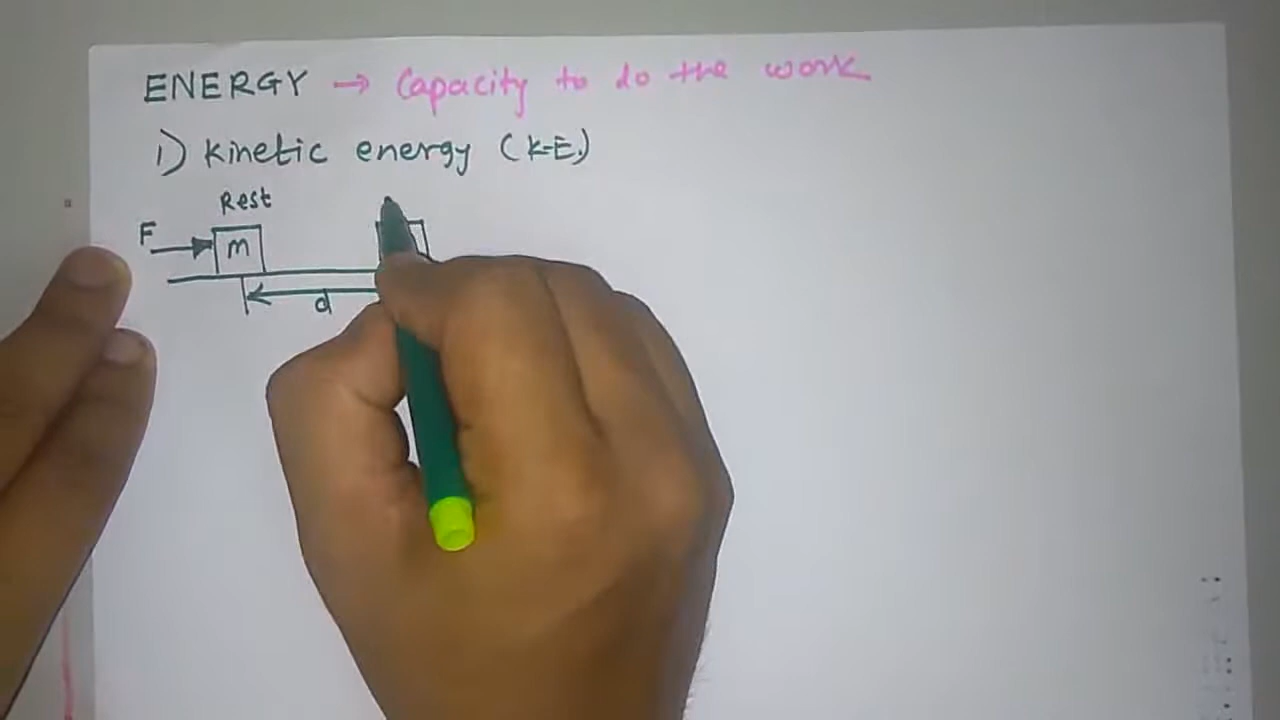 ENERGY → Capacity to do the work
1) Kinetic energy (K.E.)
Rest
F
m
d